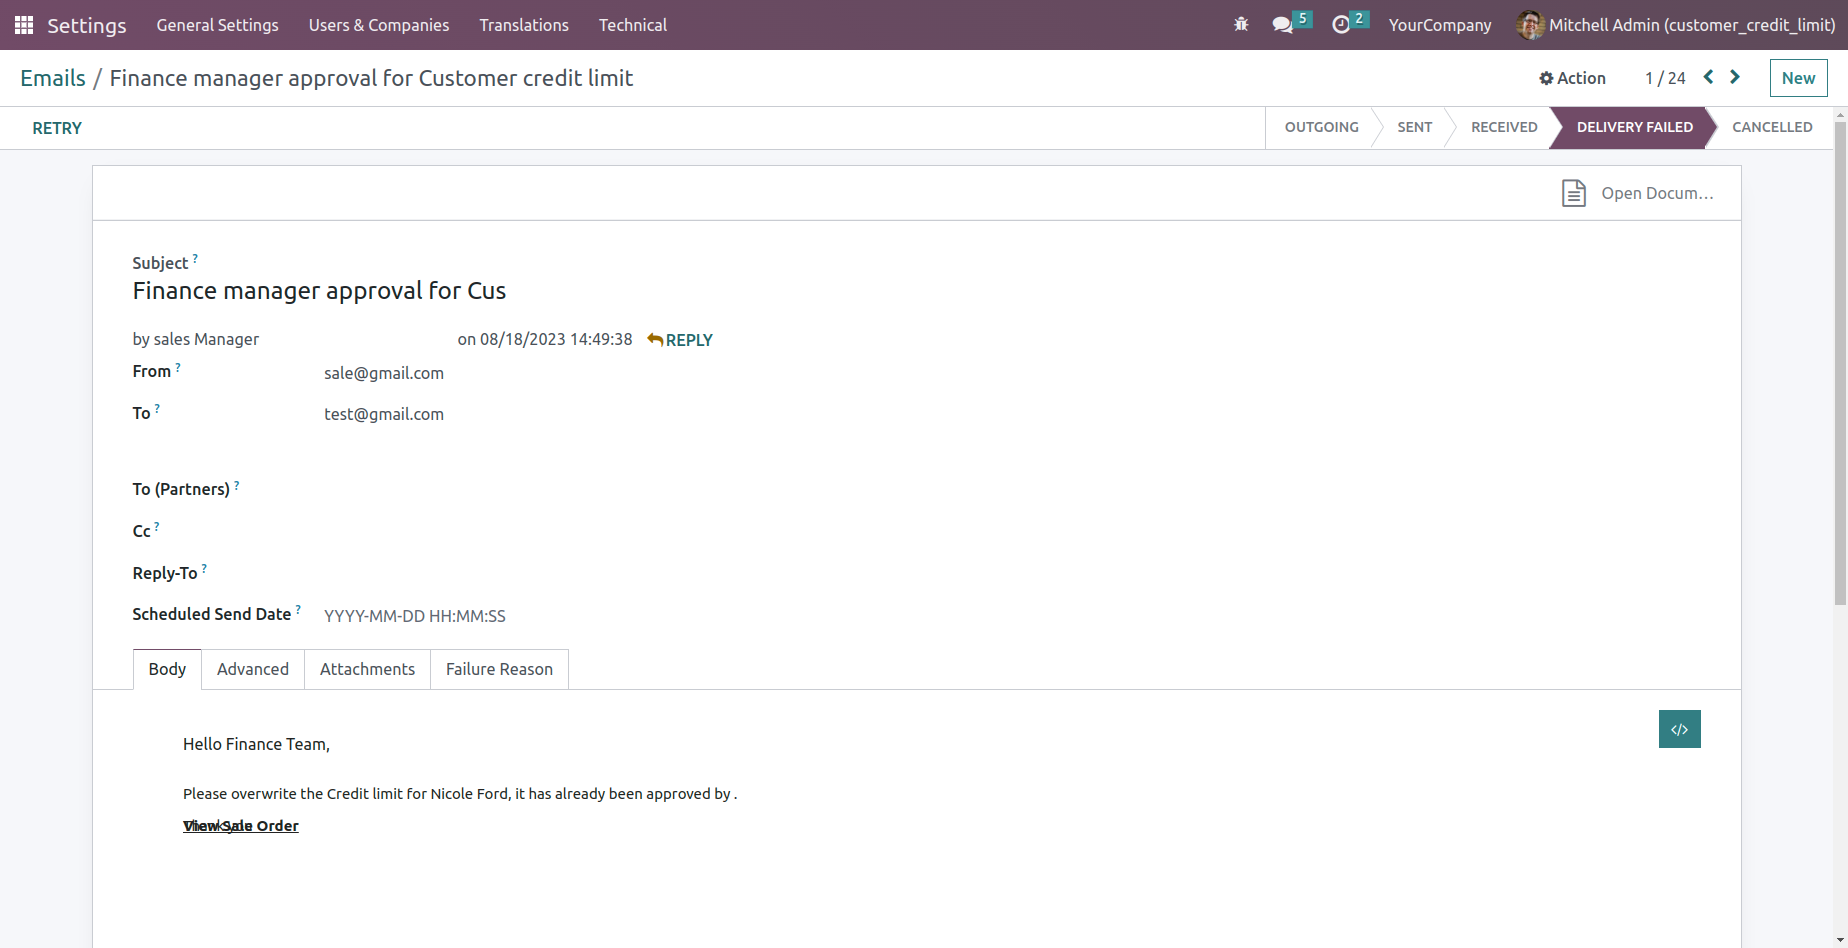 Settings General Settings Users & Companies Translations Technical 5 2 YourCompany Mitchell Admin (customer_credit_limit)
Emails / Finance manager approval for Customer credit limit Action 1 / 24 New
RETRY OUTGOING SENT RECEIVED DELIVERY FAILED CANCELLED
Open Docum...
Subject ?
Finance manager approval for Cus
by sales Manager on 08/18/2023 14:49:38 REPLY
From ? sale@gmail.com
To ? test@gmail.com
To (Partners) ?
Cc ?
Reply-To ?
Scheduled Send Date ? YYYY-MM-DD HH:MM:SS
Body Advanced Attachments Failure Reason
</>
Hello Finance Team,
Please overwrite the Credit limit for Nicole Ford, it has already been approved by .
View Sale Order